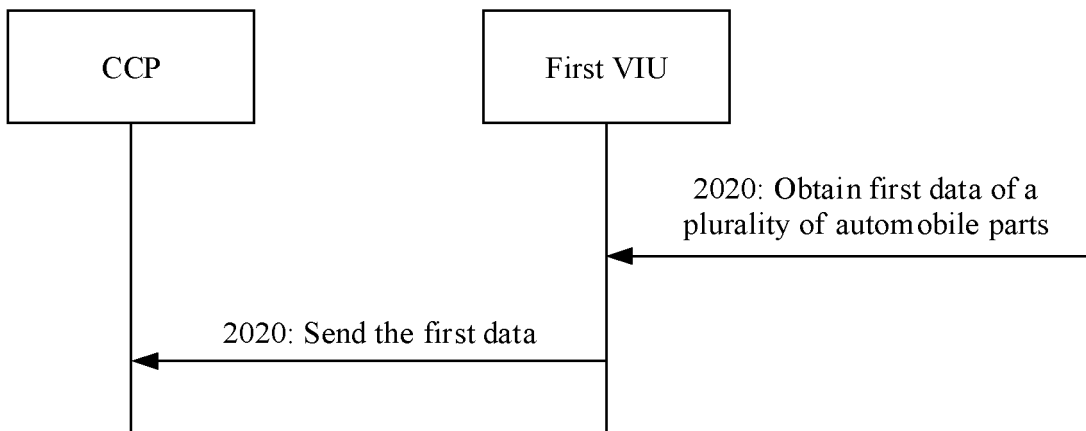 CCP
First VIU
2020: Obtain first data of a
plurality of automobile parts
2020: Send the first data